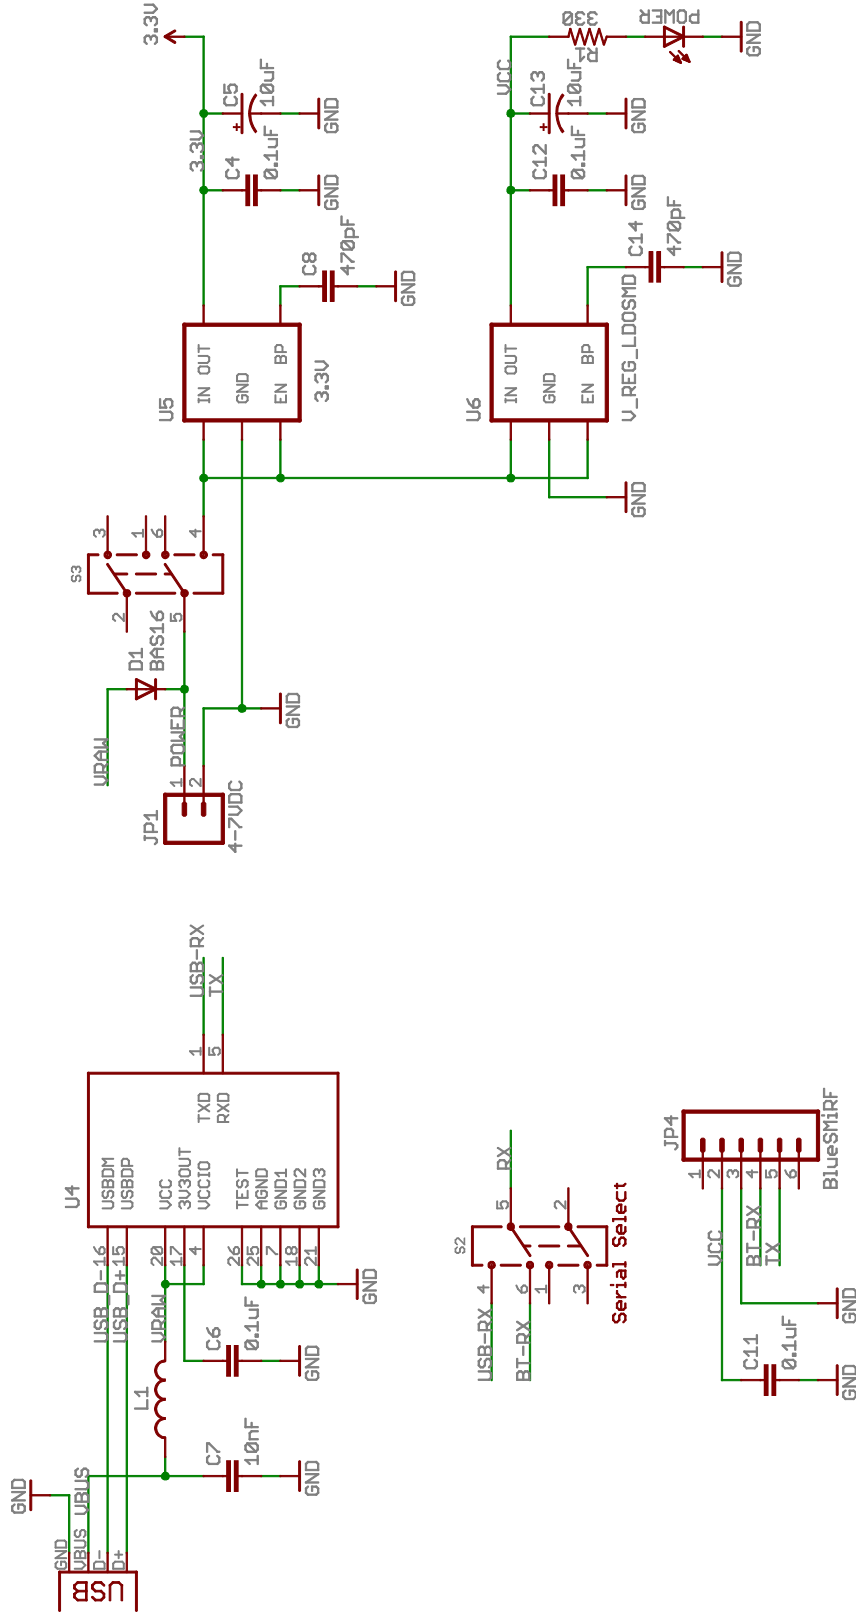 3.3V
3.3V
C5
10uF
GND
C4
0.1uF
GND
C8
470pF
GND
U5
IN OUT
GND
EN BP
3.3V
VCC
330
R1
POWER
GND
C13
10uF
GND
C12
0.1uF
GND
C14
470pF
GND
U6
IN OUT
GND
EN BP
V_REG_LDOSMD
GND
S3
3
1
6
4
2
5
D1
BAS16
VRAW
POWER
GND
JP1
1
2
4-7VDC
USB-RX
TX
1
5
U4
TXD
RXD
USBDM
USBDP
VCC
3V3OUT
VCCIO
TEST
AGND
GND1
GND2
GND3
16
15
20
17
4
26
25
7
18
21
USB_D-
USB_D+
VRAW
GND
L1
C6
0.1uF
GND
C7
10nF
GND
GND
VBUS
GND
VBUS
D-
D+
USB
RX
5
2
S2
4
6
1
3
USB-RX
BT-RX
Serial Select
JP4
BlueSMiRF
1
2
3
4
5
6
VCC
BT-RX
TX
GND
C11
0.1uF
GND